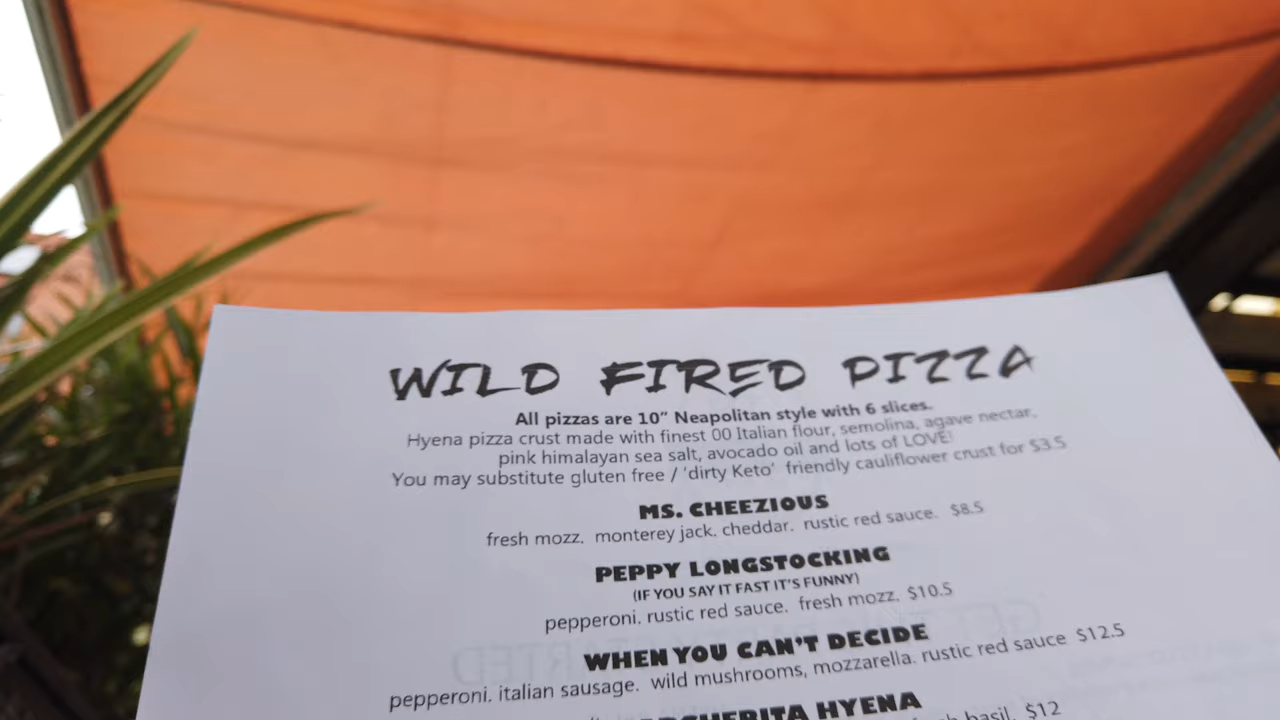 WILD FIRED PIZZA
All pizzas are 10" Neapolitan style with 6 slices.
Hyena pizza crust made with finest 00 Italian flour, semolina, agave nectar,
pink himalayan sea salt, avocado oil and lots of LOVE!
You may substitute gluten free / 'dirty Keto' friendly cauliflower crust for $3.5
MS. CHEEZIOUS
fresh mozz. monterey jack. cheddar. rustic red sauce. $8.5
PEPPY LONGSTOCKING
(IF YOU SAY IT FAST IT'S FUNNY)
pepperoni. rustic red sauce. fresh mozz. $10.5
WHEN YOU CAN'T DECIDE
pepperoni. italian sausage. wild mushrooms, mozzarella. rustic red sauce $12.5
HYENA
basil. $12